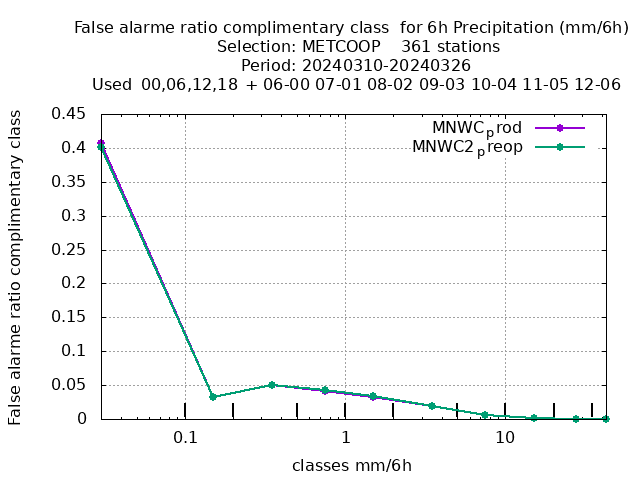 False alarme ratio complimentary class  for 6h Precipitation (mm/6h)
Selection: METCOOP    361 stations
Period: 20240310-20240326
Used  00,06,12,18  + 06-00 07-01 08-02 09-03 10-04 11-05 12-06
False alarme ratio complimentary class
0.45
0.4
0.35
0.3
0.25
0.2
0.15
0.1
0.05
0
MNWCprod
MNWC2preop
0.1
1
10
classes mm/6h